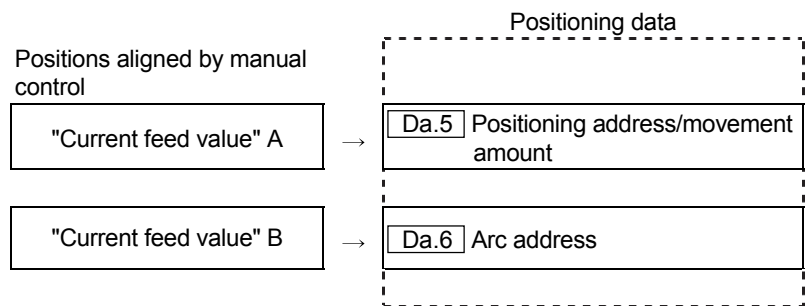 Positioning data
Positions aligned by manual
control
"Current feed value" A → Da.5 Positioning address/movement
amount
"Current feed value" B → Da.6 Arc address